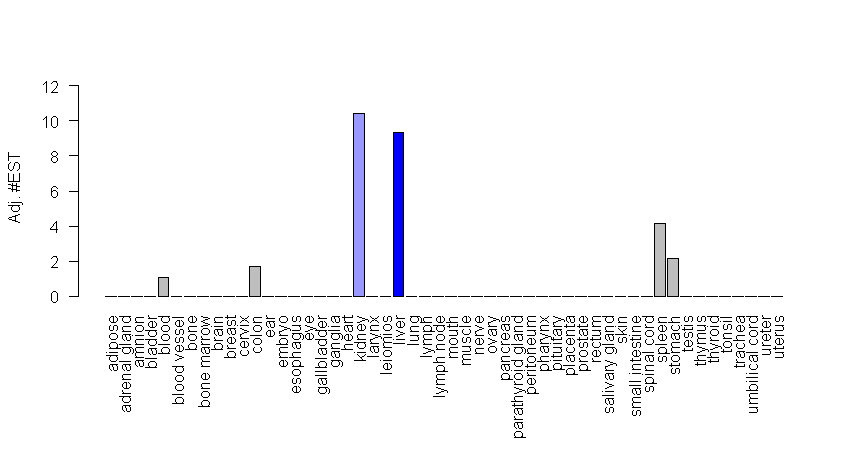 Adj. #EST
12
10
8
6
4
2
0
adipose
adrenal gland
amnion
bladder
blood
blood vessel
bone
bone marrow
brain
breast
cervix
colon
ear
embryo
esophagus
eye
gallbladder
ganglia
heart
kidney
larynx
leiomios
liver
lung
lymph
lymph node
mouth
muscle
nerve
ovary
pancreas
parathyroid gland
peritoneum
pharynx
pituitary
placenta
prostate
rectum
salivary gland
skin
small intestine
spinal cord
spleen
stomach
testis
thymus
thyroid
tonsil
trachea
umbilical cord
ureter
uterus